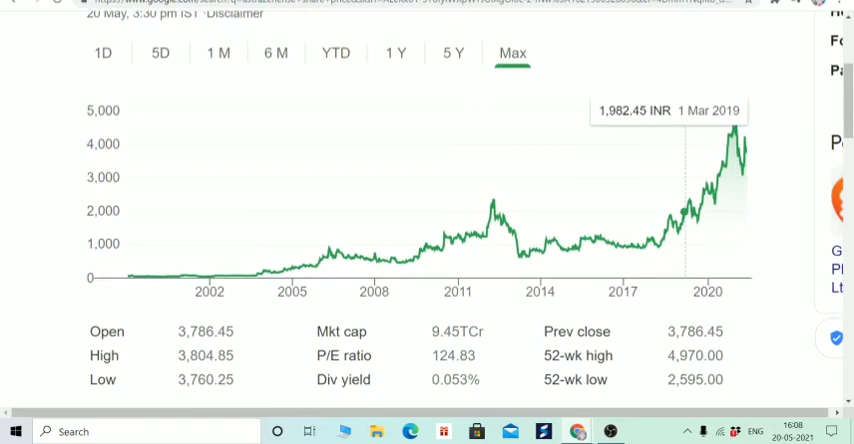 20 May, 3:30 pm IST · Disclaimer
1D 5D 1 M 6 M YTD 1 Y 5 Y Max
1,982.45 INR 1 Mar 2019
5,000
4,000
3,000
2,000
1,000
0
2002 2005 2008 2011 2014 2017 2020
Open 3,786.45 Mkt cap 9.45TCr Prev close 3,786.45
High 3,804.85 P/E ratio 124.83 52-wk high 4,970.00
Low 3,760.25 Div yield 0.053% 52-wk low 2,595.00
Fo
Pa
G
Pl
Lt
Search
ENG
16:08
20-05-2021